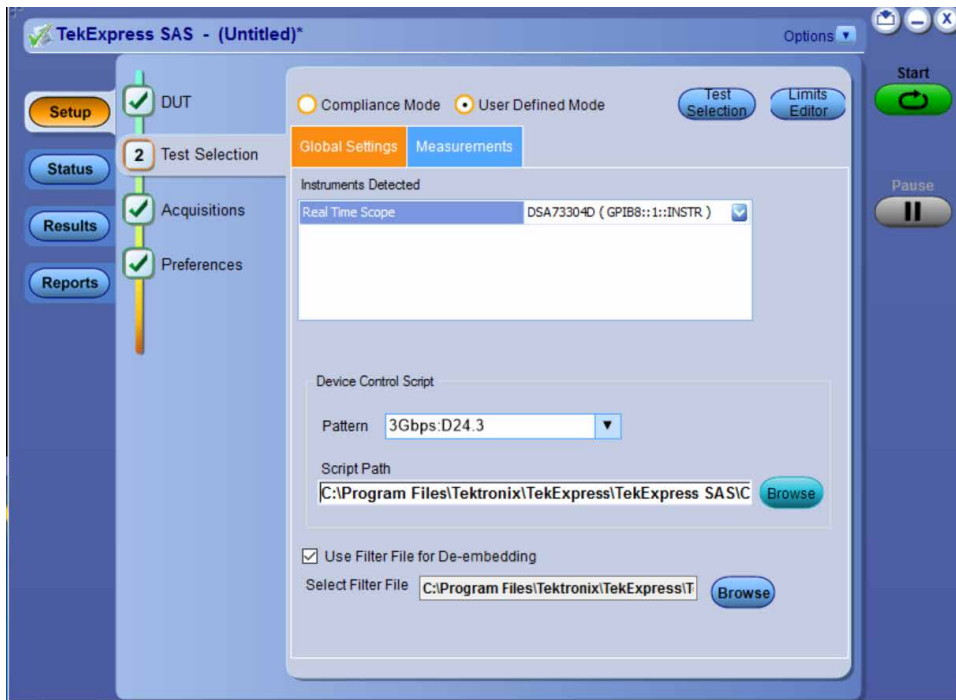 TekExpress SAS - (Untitled)*
Options
X
Start
Setup
Status
Results
Reports
DUT
2 Test Selection
Acquisitions
Preferences
Compliance Mode
User Defined Mode
Test Selection
Limits Editor
Global Settings
Measurements
Pause
Instruments Detected
Real Time Scope
DSA73304D ( GPIB8::1::INSTR )
Device Control Script
Pattern
3Gbps:D24.3
Script Path
C:\Program Files\Tektronix\TekExpress\TekExpress SAS\C
Browse
Use Filter File for De-embedding
Select Filter File
C:\Program Files\Tektronix\TekExpress\T
Browse